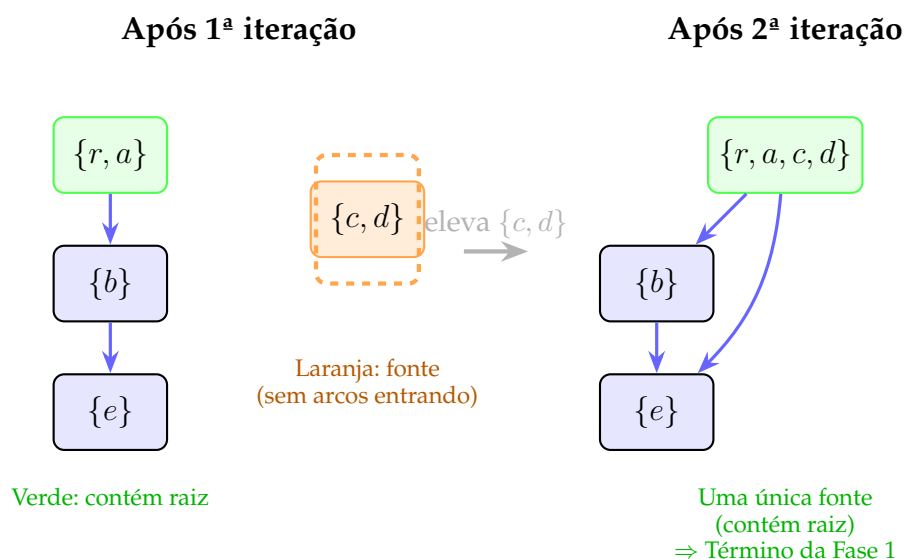 Após 1ª iteração
Após 2ª iteração
{r, a}
{r, a, c, d}
{c, d}
eleva {c, d}
{b}
{b}
Laranja: fonte
(sem arcos entrando)
{e}
{e}
Verde: contém raiz
Uma única fonte
(contém raiz)
⇒ Término da Fase 1